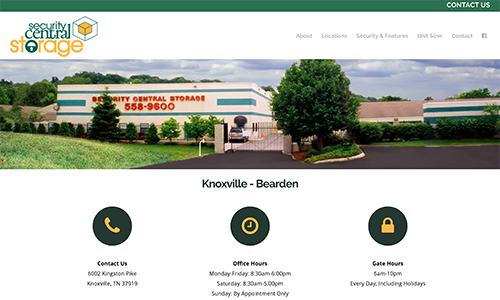 CONTACT US
security
central
storage
About Locations Security & Features Unit Sizer Contact
SECURITY CENTRAL STORAGE
558-9600
Knoxville - Bearden
Contact Us
6002 Kingston Pike
Knoxville, TN 37919
Office Hours
Monday-Friday: 8:30am-6:00pm
Saturday: 8:30am-5:00pm
Sunday: By Appointment Only
Gate Hours
6am-10pm
Every Day, Including Holidays